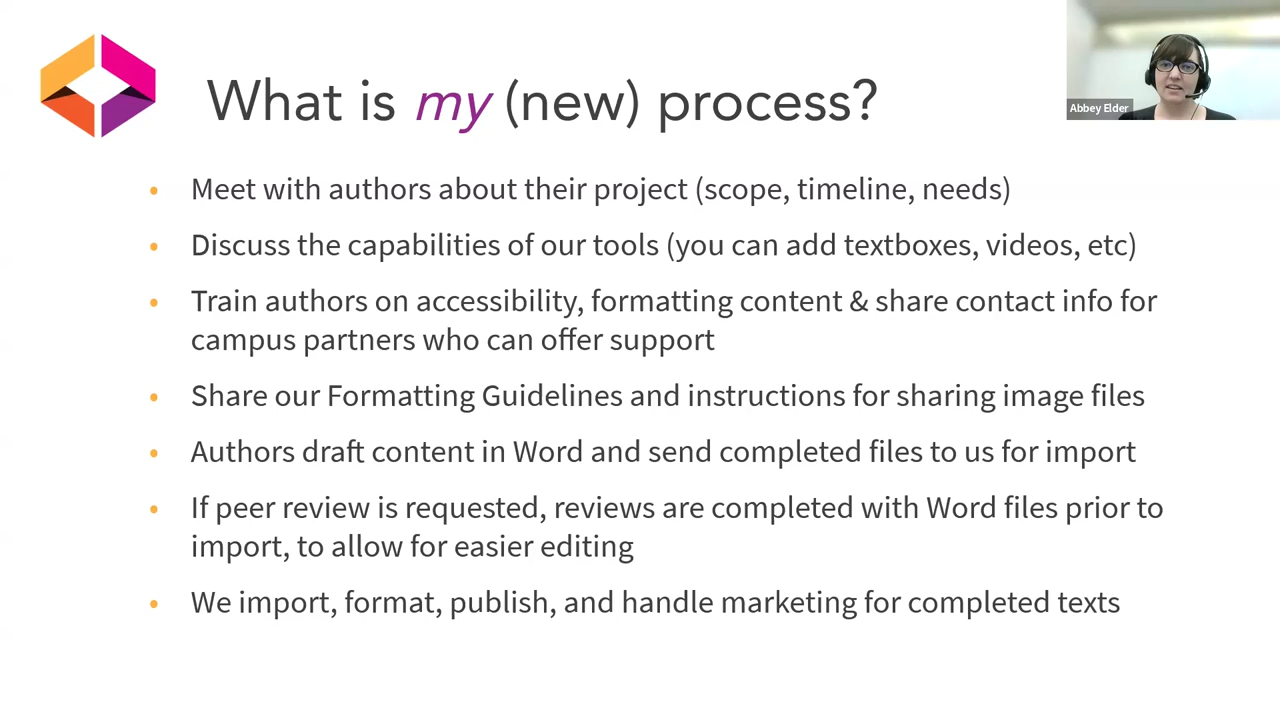 What is my (new) process?
Abbey Elder
• Meet with authors about their project (scope, timeline, needs)
• Discuss the capabilities of our tools (you can add textboxes, videos, etc)
• Train authors on accessibility, formatting content & share contact info for
campus partners who can offer support
• Share our Formatting Guidelines and instructions for sharing image files
• Authors draft content in Word and send completed files to us for import
• If peer review is requested, reviews are completed with Word files prior to
import, to allow for easier editing
• We import, format, publish, and handle marketing for completed texts